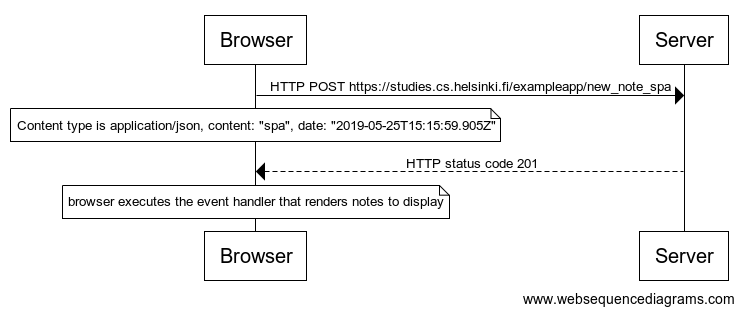 Browser
Server
HTTP POST https://studies.cs.helsinki.fi/exampleapp/new_note_spa
Content type is application/json, content: "spa", date: "2019-05-25T15:15:59.905Z"
HTTP status code 201
browser executes the event handler that renders notes to display
Browser
Server
www.websequencediagrams.com